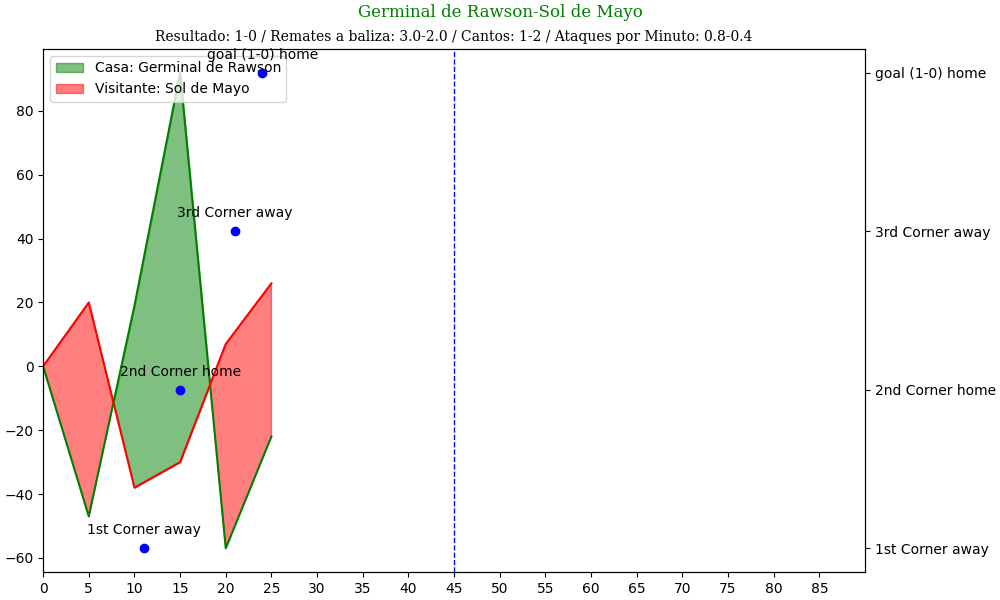 Germinal de Rawson-Sol de Mayo
Resultado: 1-0 / Remates a baliza: 3.0-2.0 / Cantos: 1-2 / Ataques por Minuto: 0.8-0.4
goal (1-0) home
Casa: Germinal de Rawson
Visitante: Sol de Mayo
goal (1-0) home
80
60
3rd Corner away
3rd Corner away
40
20
0
2nd Corner home
2nd Corner home
−20
−40
1st Corner away
1st Corner away
−60
0 5 10 15 20 25 30 35 40 45 50 55 60 65 70 75 80 85